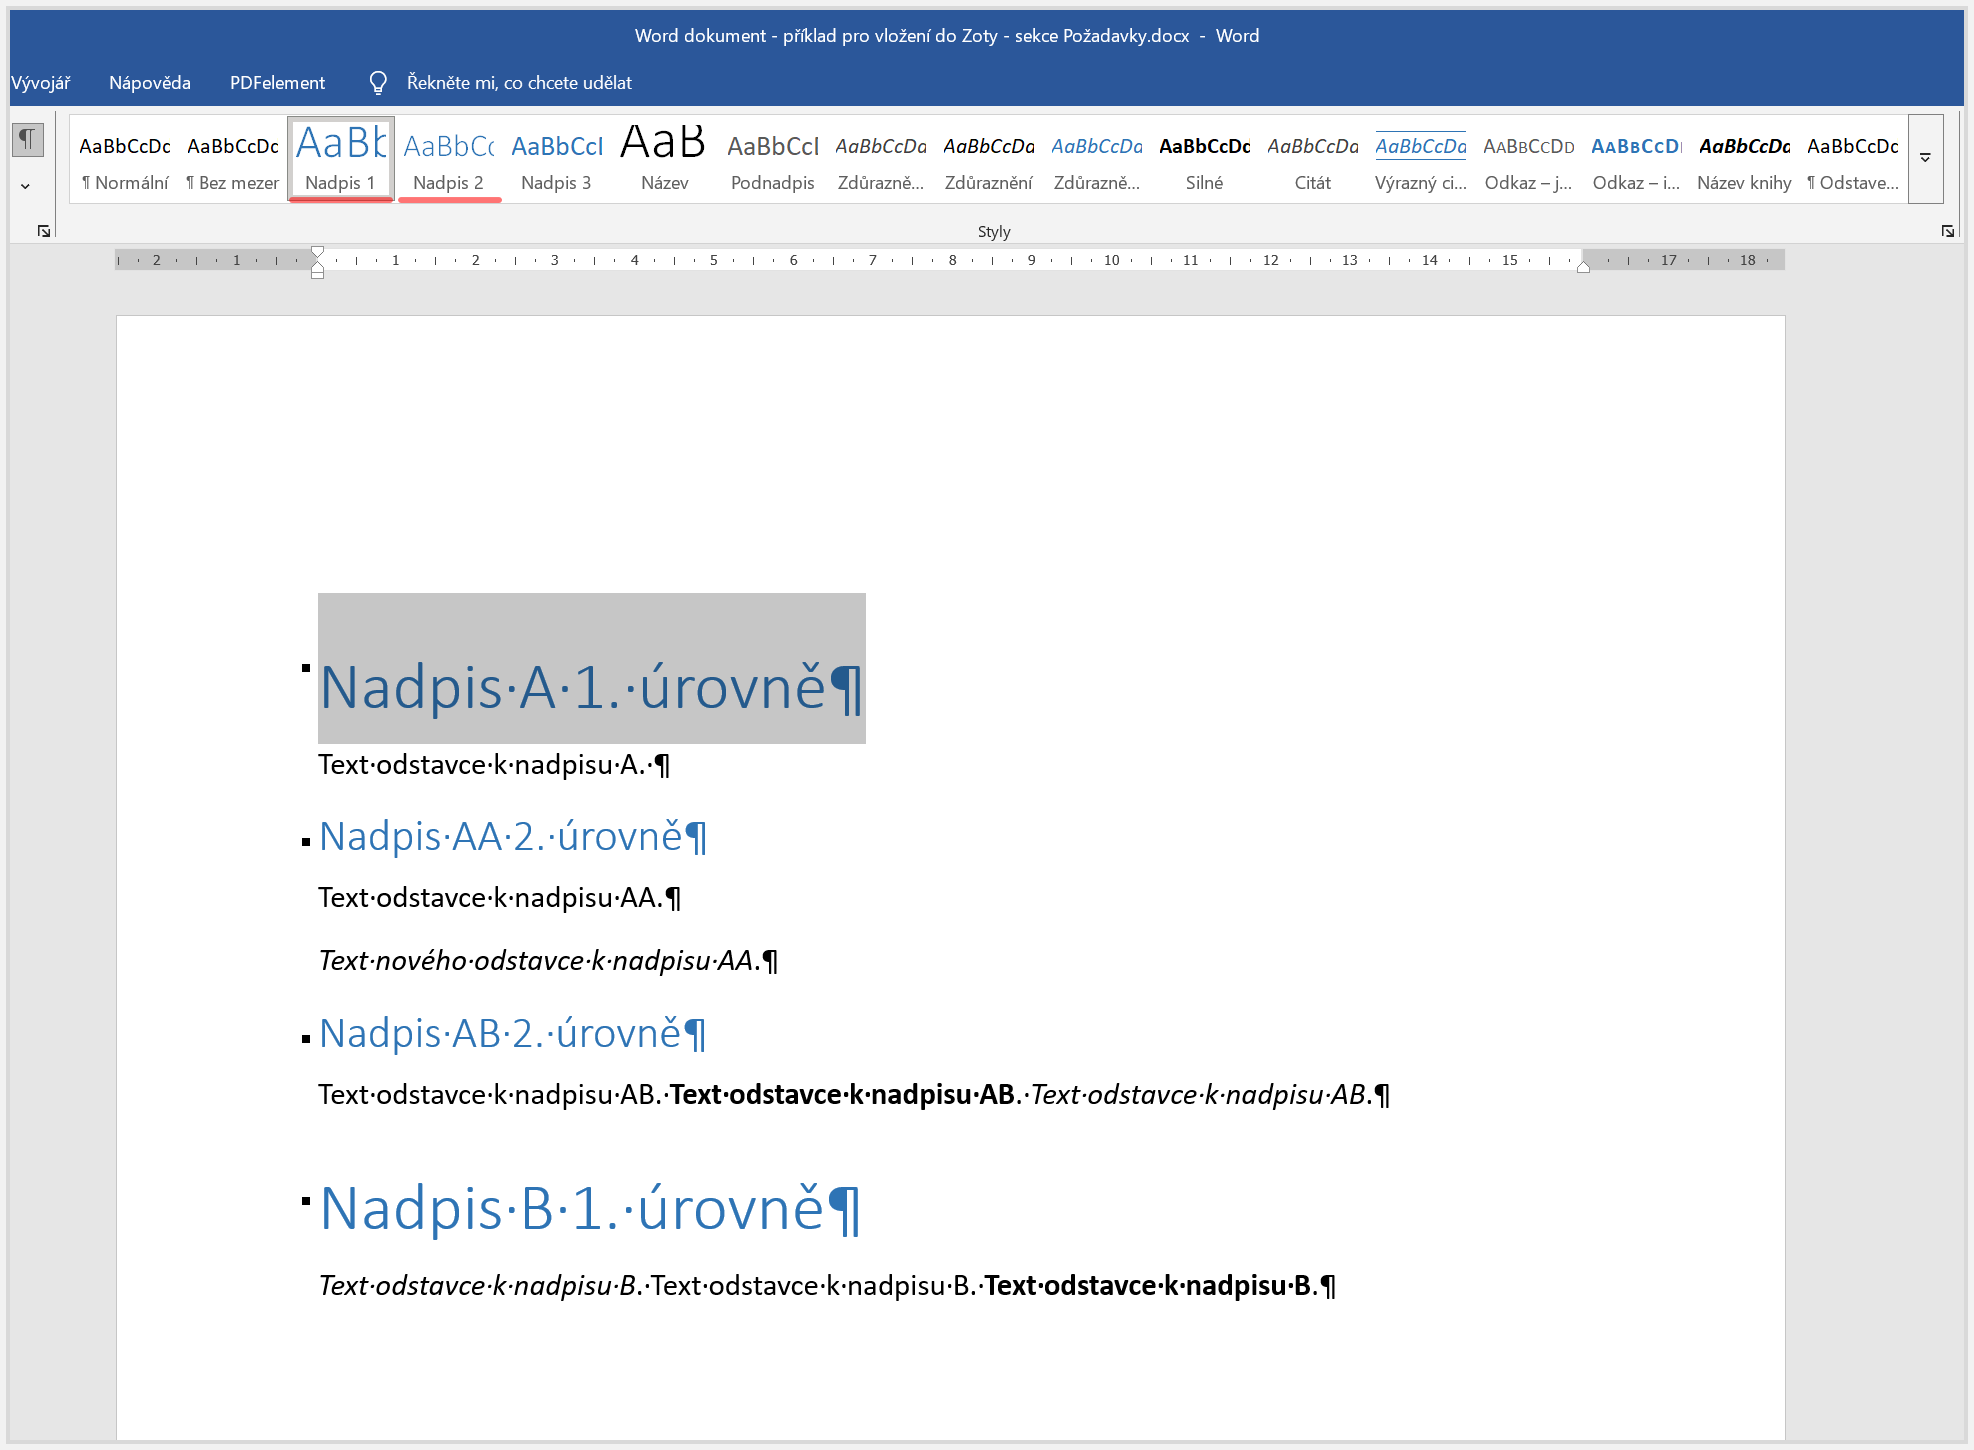 Word dokument - příklad pro vložení do Zoty - sekce Požadavky.docx - Word
Vývojář Nápověda PDFelement Řekněte mi, co chcete udělat
¶ AaBbCcDc AaBbCcDc AaBb AaBbCc AaBbCcI AaB AaBbCcI AaBbCcDa AaBbCcDa AaBbCcDa AaBbCcDc AaBbCcDa AaBbCcDa AaBbCcDd AaBbCcDi AaBbCcDa AaBbCcDc
¶ Normální ¶ Bez mezer Nadpis 1 Nadpis 2 Nadpis 3 Název Podnadpis Zdůrazně... Zdůraznění Zdůrazně... Silné Citát Výrazný ci... Odkaz – j... Odkaz – i... Název knihy ¶ Odstave...
Styly
2 1 1 2 3 4 5 6 7 8 9 10 11 12 13 14 15 17 18
Nadpis·A·1.·úrovně¶
Text·odstavce·k·nadpisu·A.·¶
Nadpis·AA·2.·úrovně¶
Text·odstavce·k·nadpisu·AA.¶
Text·nového·odstavce·k·nadpisu·AA.¶
Nadpis·AB·2.·úrovně¶
Text·odstavce·k·nadpisu·AB.·Text·odstavce·k·nadpisu·AB.·Text·odstavce·k·nadpisu·AB.¶
Nadpis·B·1.·úrovně¶
Text·odstavce·k·nadpisu·B.·Text·odstavce·k·nadpisu·B.·Text·odstavce·k·nadpisu·B.¶